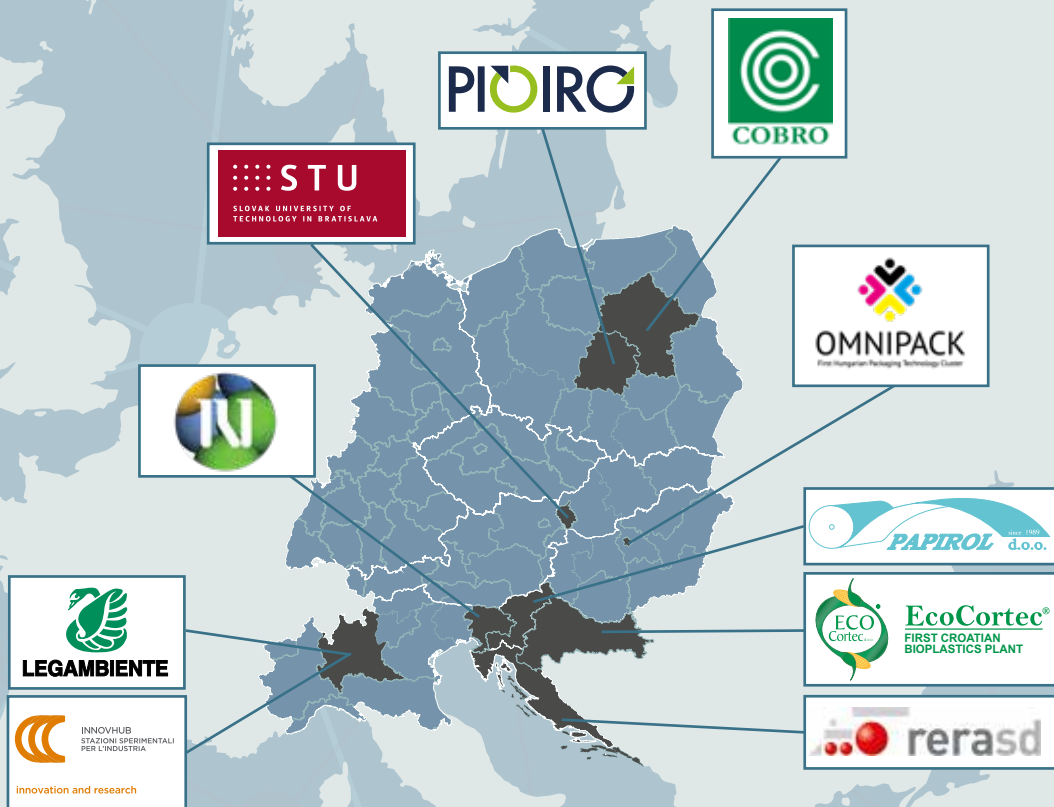 PIOIRO
COBRO
STU
SLOVAK UNIVERSITY OF
TECHNOLOGY IN BRATISLAVA
OMNIPACK
First Hungarian Packaging Technology Cluster
since 1989
PAPIROL d.o.o.
ECO
Cortec
EcoCortec®
FIRST CROATIAN
BIOPLASTICS PLANT
LEGAMBIENTE
INNOVHUB
STAZIONI SPERIMENTALI
PER L'INDUSTRIA
innovation and research
rerasd